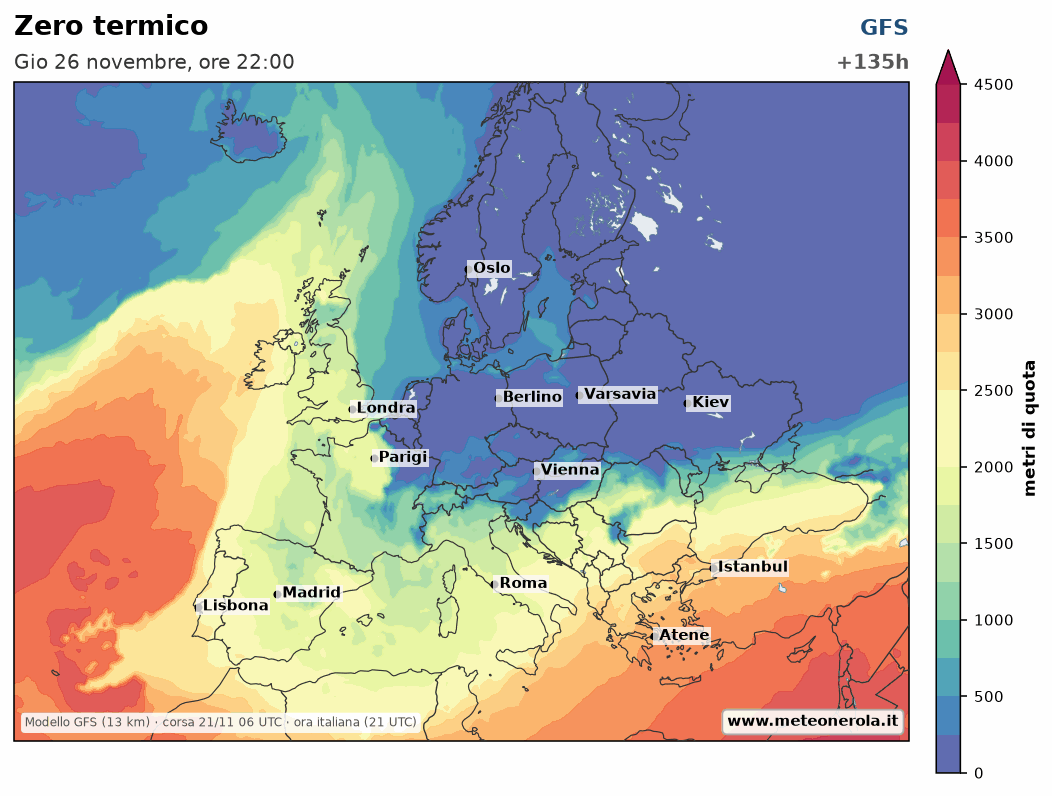 Zero termico
GFS
Gio 26 novembre, ore 22:00
+135h
4500
4000
3500
3000
2500
2000
1500
1000
500
0
metri di quota
Oslo
Londra
Berlino
Varsavia
Kiev
Parigi
Vienna
Istanbul
Roma
Madrid
Lisbona
Atene
Modello GFS (13 km) · corsa 21/11 06 UTC · ora italiana (21 UTC)
www.meteonerola.it